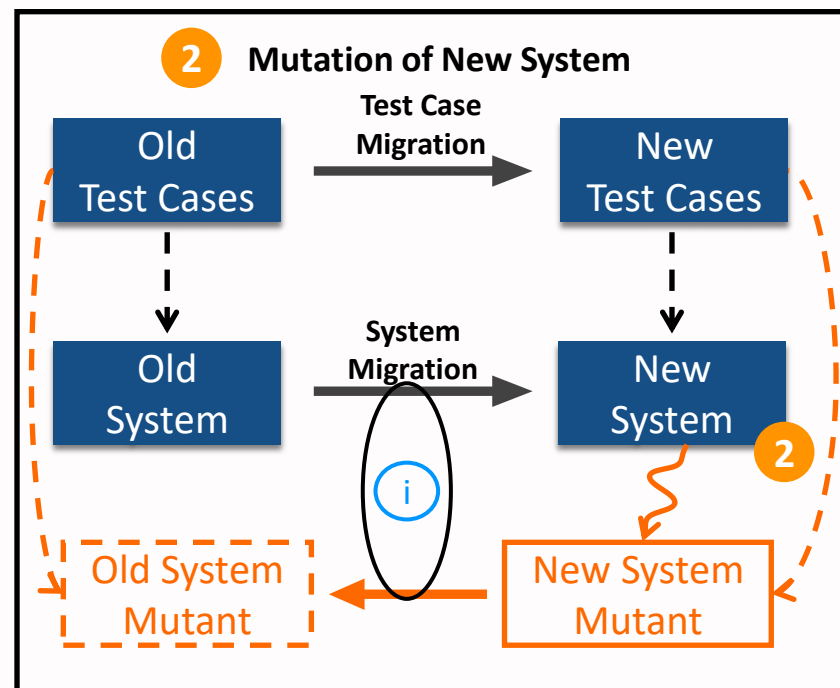 2 Mutation of New System
Test Case
Migration
Old
Test Cases
New
Test Cases
System
Migration
Old
System
New
System
2
i
Old System
Mutant
New System
Mutant